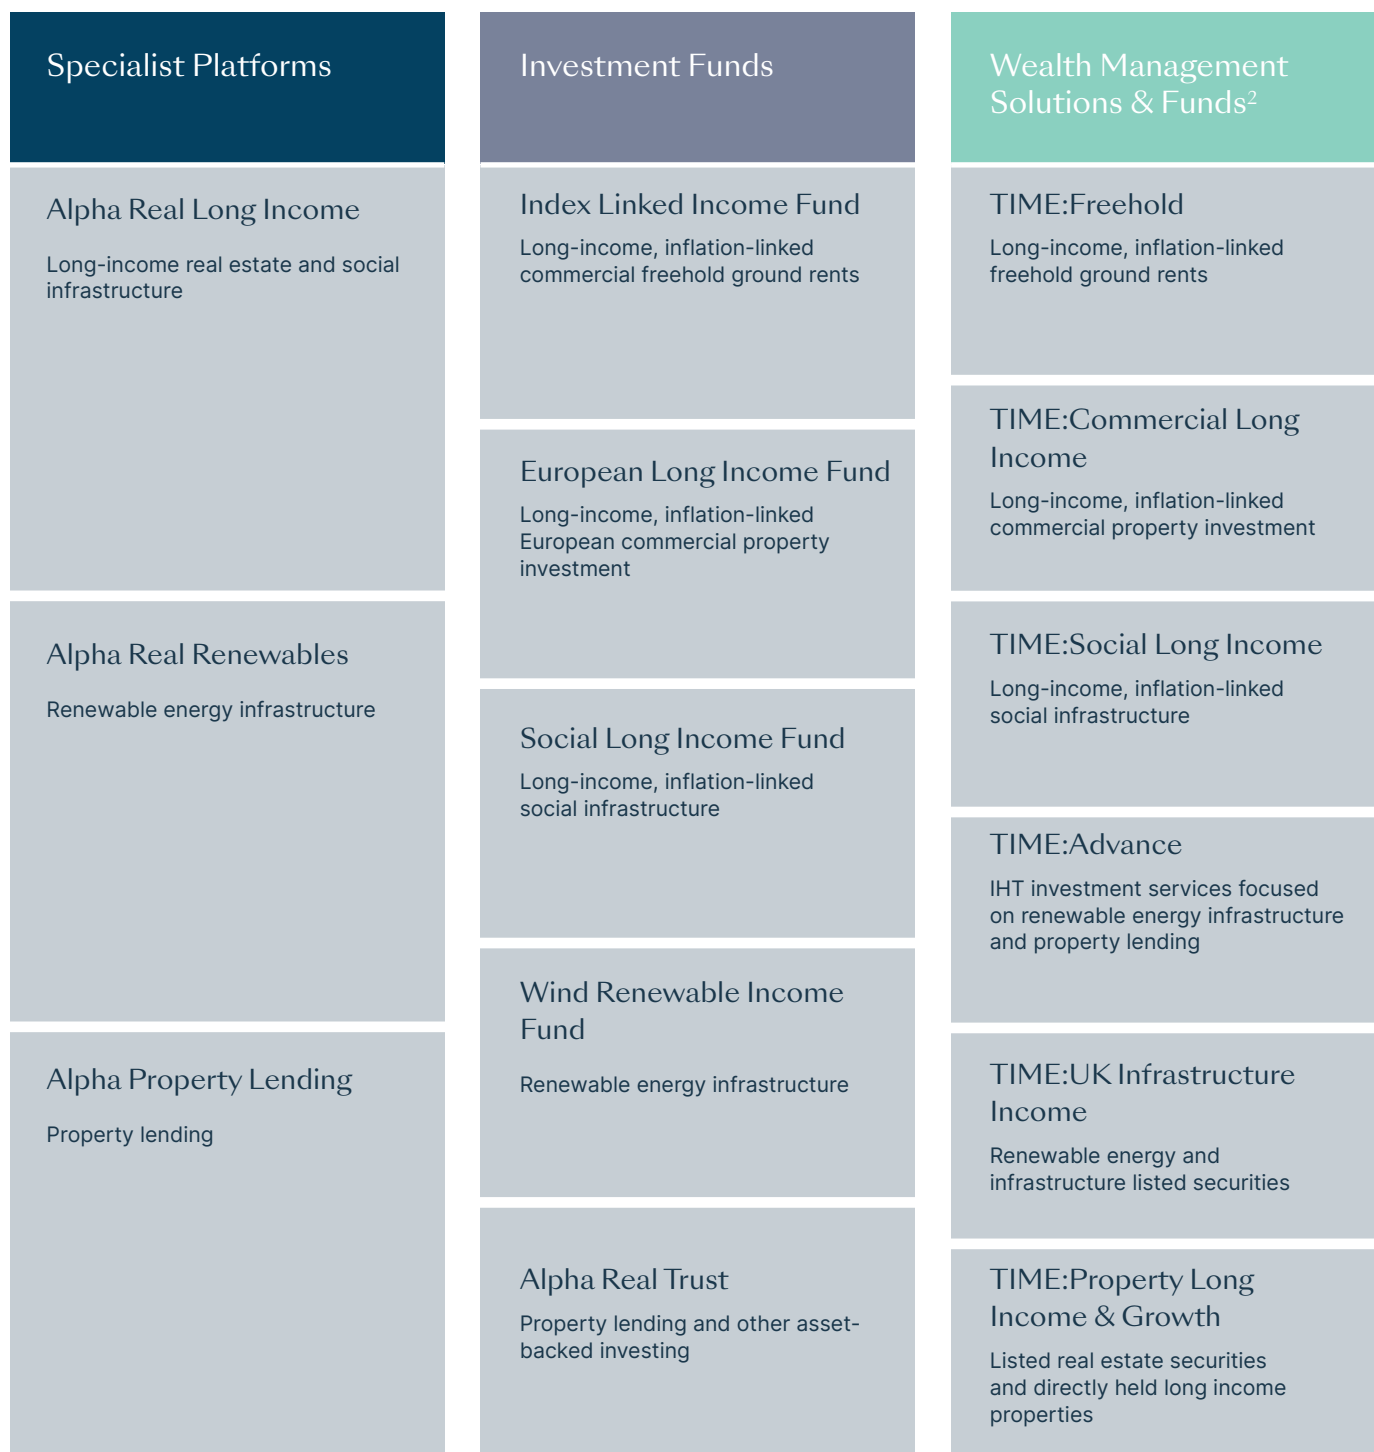 Specialist Platforms
Alpha Real Long Income
Long-income real estate and social
infrastructure
Alpha Real Renewables
Renewable energy infrastructure
Alpha Property Lending
Property lending
Investment Funds
Index Linked Income Fund
Long-income, inflation-linked
commercial freehold ground rents
European Long Income Fund
Long-income, inflation-linked
European commercial property
investment
Social Long Income Fund
Long-income, inflation-linked
social infrastructure
Wind Renewable Income
Fund
Renewable energy infrastructure
Alpha Real Trust
Property lending and other asset-
backed investing
Wealth Management
Solutions & Funds²
TIME:Freehold
Long-income, inflation-linked
freehold ground rents
TIME:Commercial Long
Income
Long-income, inflation-linked
commercial property investment
TIME:Social Long Income
Long-income, inflation-linked
social infrastructure
TIME:Advance
IHT investment services focused
on renewable energy infrastructure
and property lending
TIME:UK Infrastructure
Income
Renewable energy and
infrastructure listed securities
TIME:Property Long
Income & Growth
Listed real estate securities
and directly held long income
properties